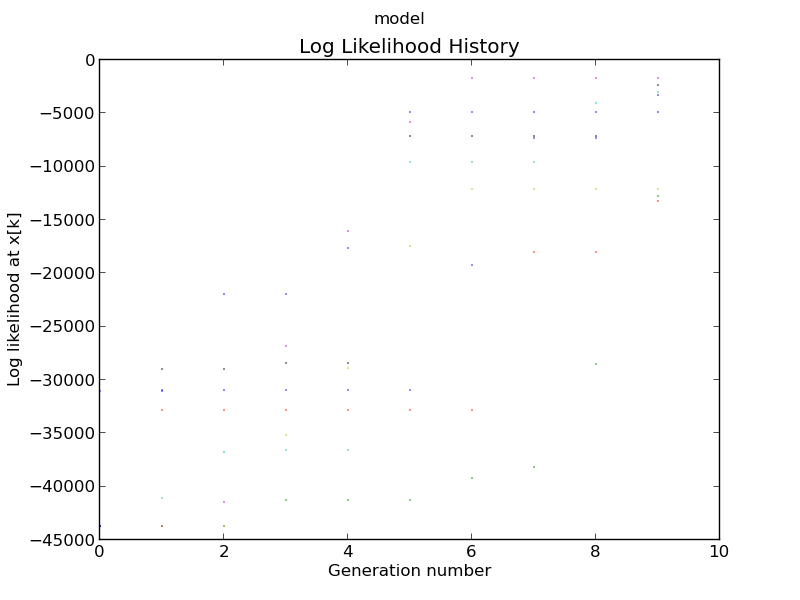 model
Log Likelihood History
Log likelihood at x[k]
0
−5000
−10000
−15000
−20000
−25000
−30000
−35000
−40000
−45000
0 2 4 6 8 10
Generation number